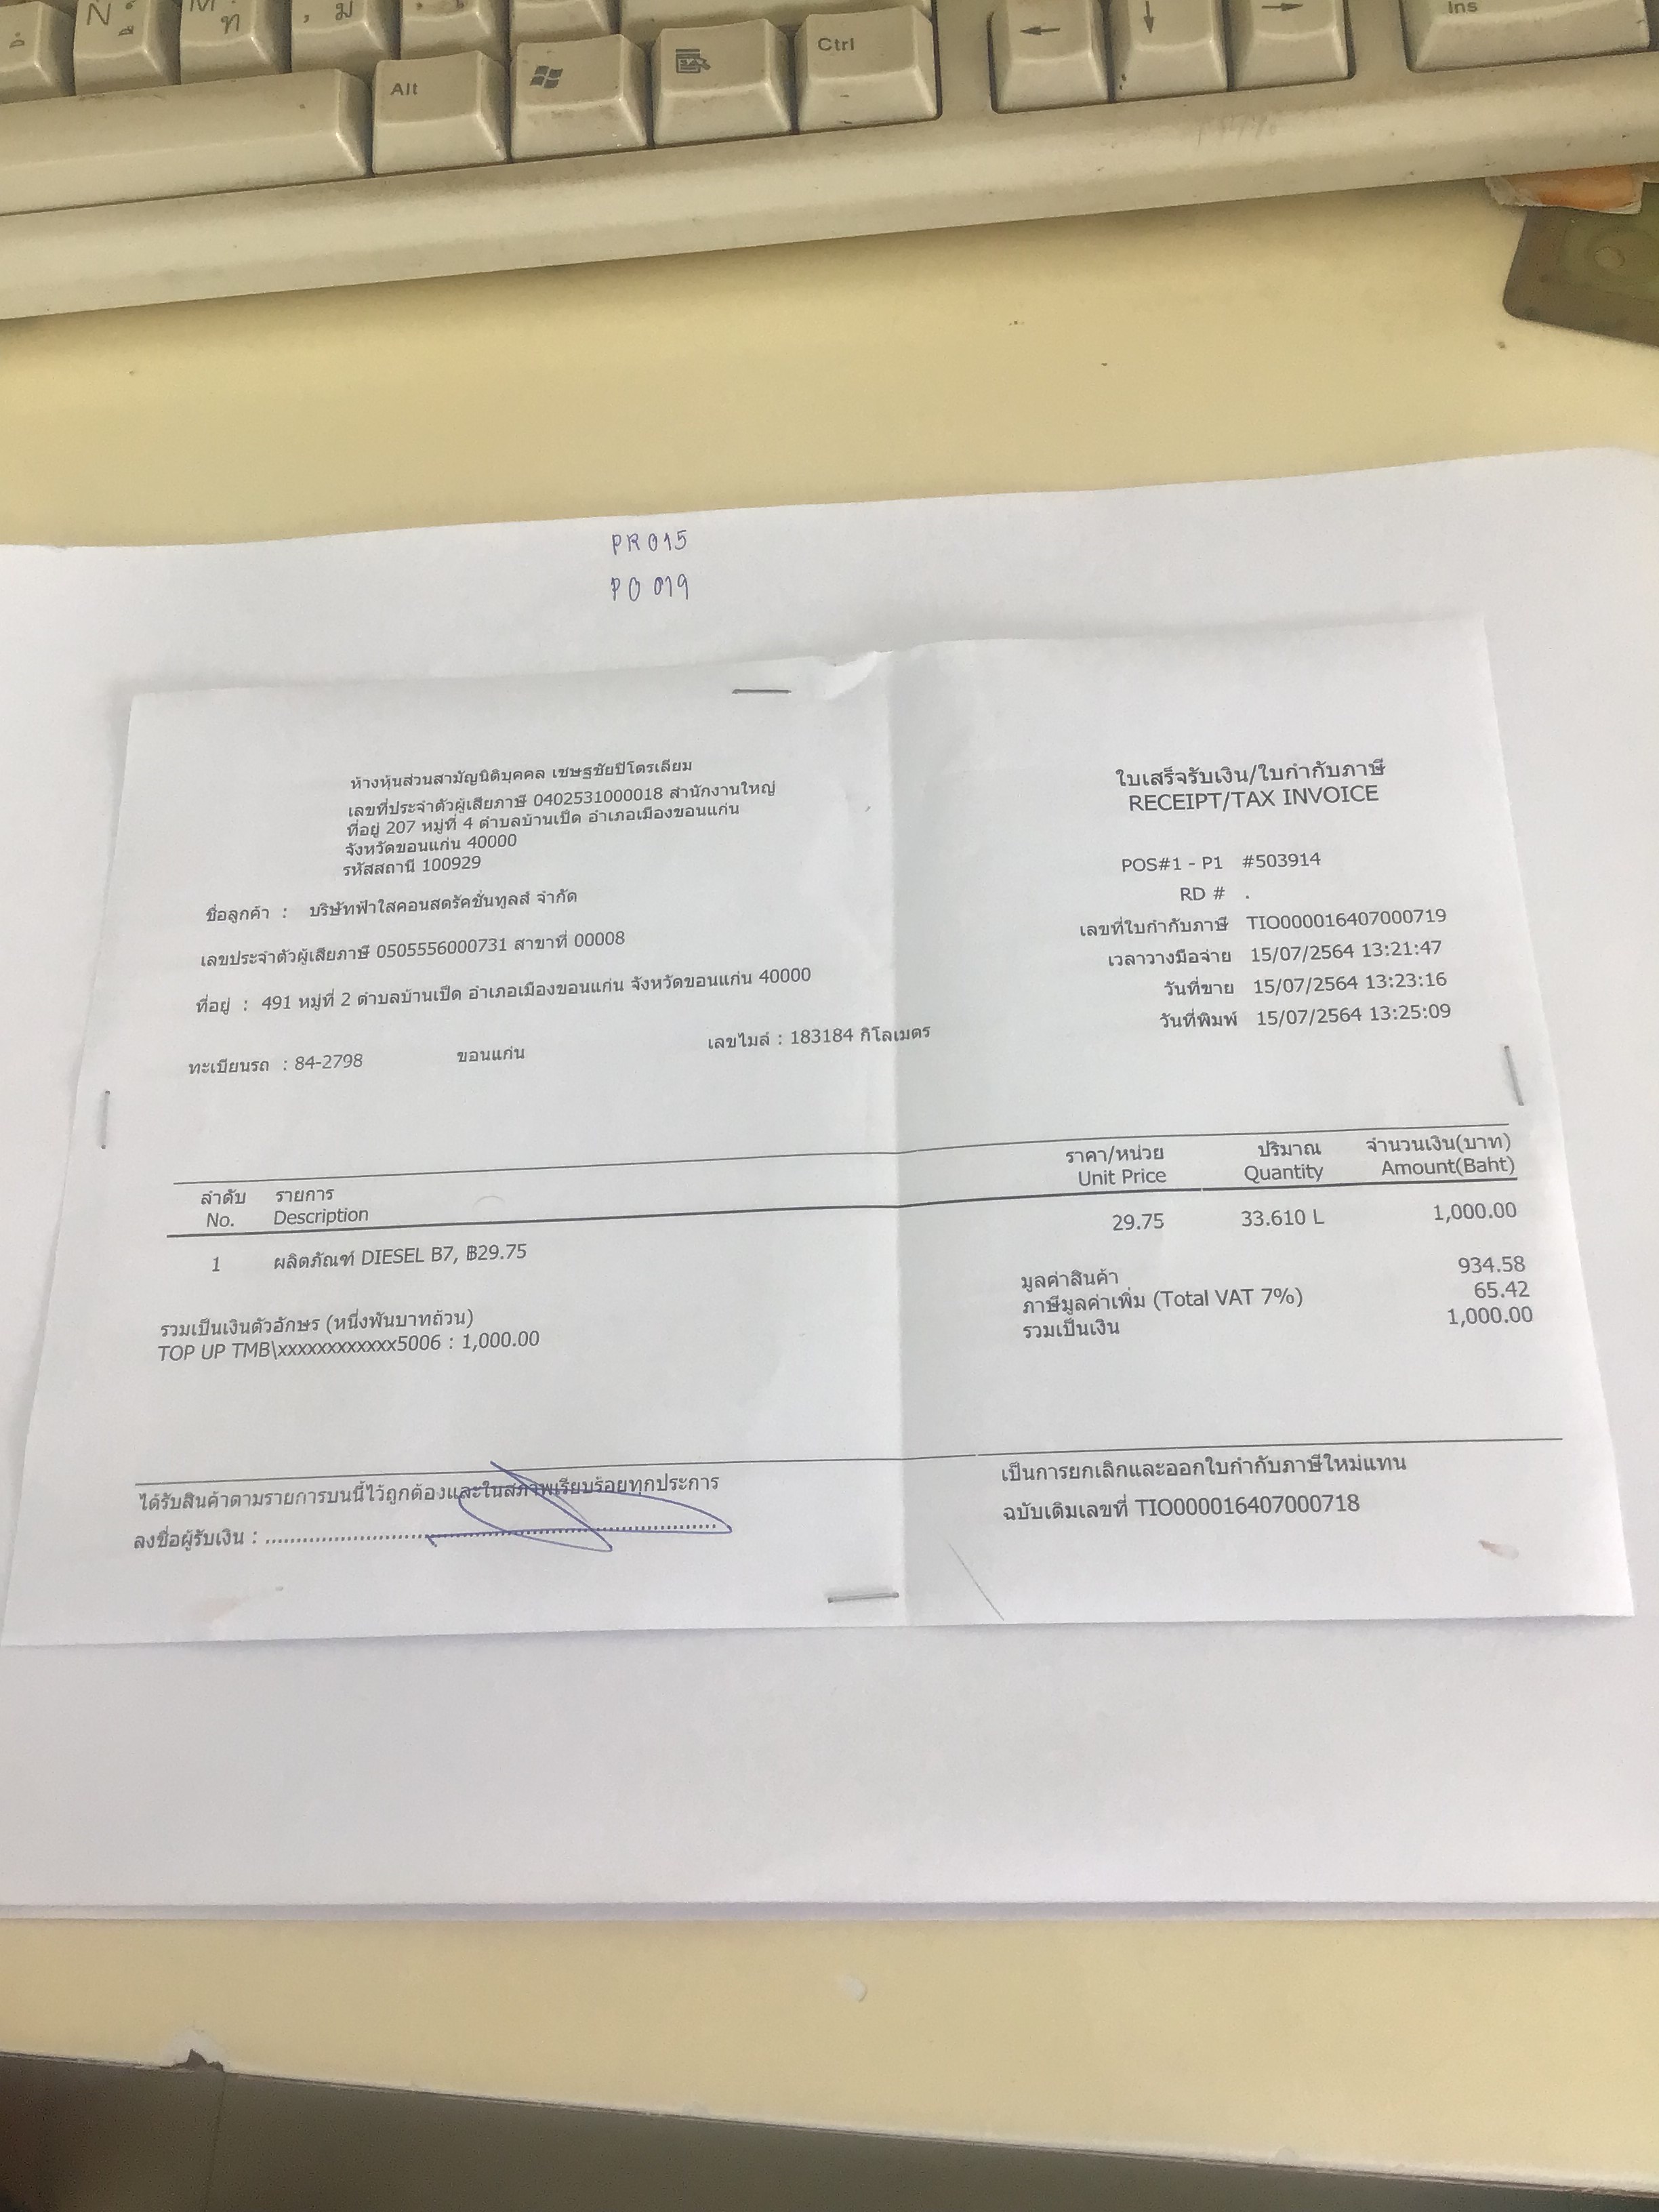 PR015
PO 019
ห้างหุ้นส่วนสามัญนิติบุคคล เชษฐชัยปิโตรเลียม
เลขที่ประจำตัวผู้เสียภาษี 0402531000018 สำนักงานใหญ่
ที่อยู่ 207 หมู่ที่ 4 ตำบลบ้านเป็ด อำเภอเมืองขอนแก่น
จังหวัดขอนแก่น 40000
รหัสสถานี 100929
ใบเสร็จรับเงิน/ใบกำกับภาษี
RECEIPT/TAX INVOICE
POS#1 - P1 #503914
RD # .
ชื่อลูกค้า : บริษัทฟ้าใสคอนสตรัคชั่นทูลส์ จำกัด
เลขที่ใบกำกับภาษี TIO00001640700​0719
เลขประจำตัวผู้เสียภาษี 0505556000731 สาขาที่ 00008
เวลาวางมือจ่าย 15/07/2564 13:21:47
ที่อยู่ : 491 หมู่ที่ 2 ตำบลบ้านเป็ด อำเภอเมืองขอนแก่น จังหวัดขอนแก่น 40000
วันที่ขาย 15/07/2564 13:23:16
วันที่พิมพ์ 15/07/2564 13:25:09
ทะเบียนรถ : 84-2798 ขอนแก่น เลขไมล์ : 183184 กิโลเมตร
ลำดับ รายการ ราคา/หน่วย ปริมาณ จำนวนเงิน(บาท)
No. Description Unit Price Quantity Amount(Baht)
1 ผลิตภัณฑ์ DIESEL B7, ฿29.75 29.75 33.610 L 1,000.00
มูลค่าสินค้า 934.58
รวมเป็นเงินตัวอักษร (หนึ่งพันบาทถ้วน) ภาษีมูลค่าเพิ่ม (Total VAT 7%) 65.42
TOP UP TMB\xxxxxxxxxxxx5006 : 1,000.00 รวมเป็นเงิน 1,000.00
ได้รับสินค้าตามรายการบนนี้ไว้ถูกต้องและในสภาพเรียบร้อยทุกประการ
เป็นการยกเลิกและออกใบกำกับภาษีใหม่แทน
ลงชื่อผู้รับเงิน :
ฉบับเดิมเลขที่ TIO00001640700​0718
N
ท
, ม
Alt
Ctrl
Ins